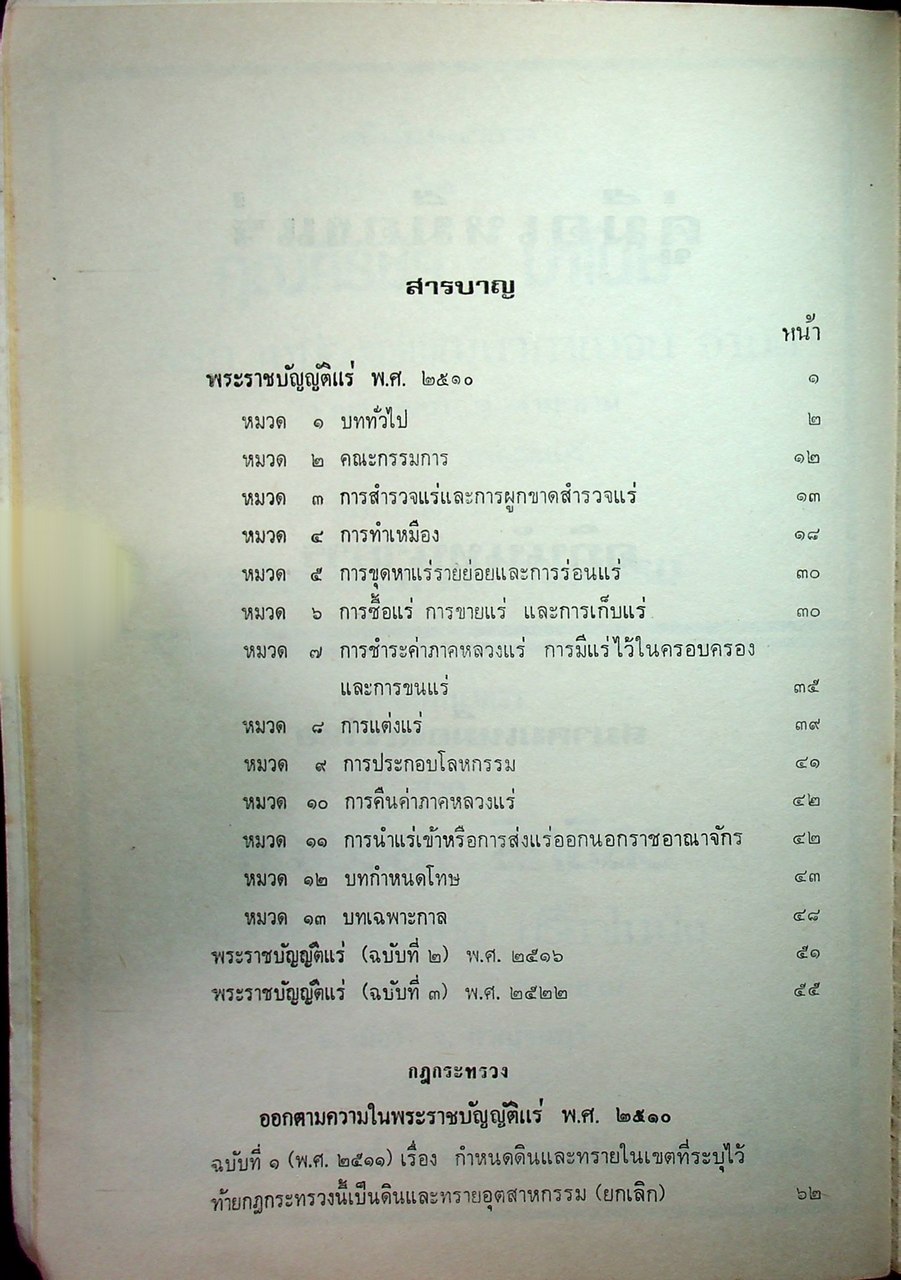 สารบาญ
หน้า
พระราชบัญญัติแร่ พ.ศ. ๒๕๑๐ ๑
หมวด ๑ บททั่วไป ๒
หมวด ๒ คณะกรรมการ ๑๒
หมวด ๓ การสำรวจแร่และการผูกขาดสำรวจแร่ ๑๓
หมวด ๔ การทำเหมือง ๑๘
หมวด ๕ การขุดหาแร่รายย่อยและการร่อนแร่ ๓๐
หมวด ๖ การซื้อแร่ การขายแร่ และการเก็บแร่ ๓๐
หมวด ๗ การชำระค่าภาคหลวงแร่ การมีแร่ไว้ในครอบครอง
และการขนแร่ ๓๕
หมวด ๘ การแต่งแร่ ๓๙
หมวด ๙ การประกอบโลหกรรม ๔๑
หมวด ๑๐ การคืนค่าภาคหลวงแร่ ๔๒
หมวด ๑๑ การนำแร่เข้าหรือการส่งแร่ออกนอกราชอาณาจักร ๔๒
หมวด ๑๒ บทกำหนดโทษ ๔๓
หมวด ๑๓ บทเฉพาะกาล ๔๘
พระราชบัญญัติแร่ (ฉบับที่ ๒) พ.ศ. ๒๕๑๖ ๕๑
พระราชบัญญัติแร่ (ฉบับที่ ๓) พ.ศ. ๒๕๒๒ ๕๕
กฎกระทรวง
ออกตามความในพระราชบัญญัติแร่ พ.ศ. ๒๕๑๐
ฉบับที่ ๑ (พ.ศ. ๒๕๑๑) เรื่อง กำหนดดินและทรายในเขตที่ระบุไว้
ท้ายกฎกระทรวงนี้เป็นดินและทรายอุตสาหกรรม (ยกเลิก) ๖๒